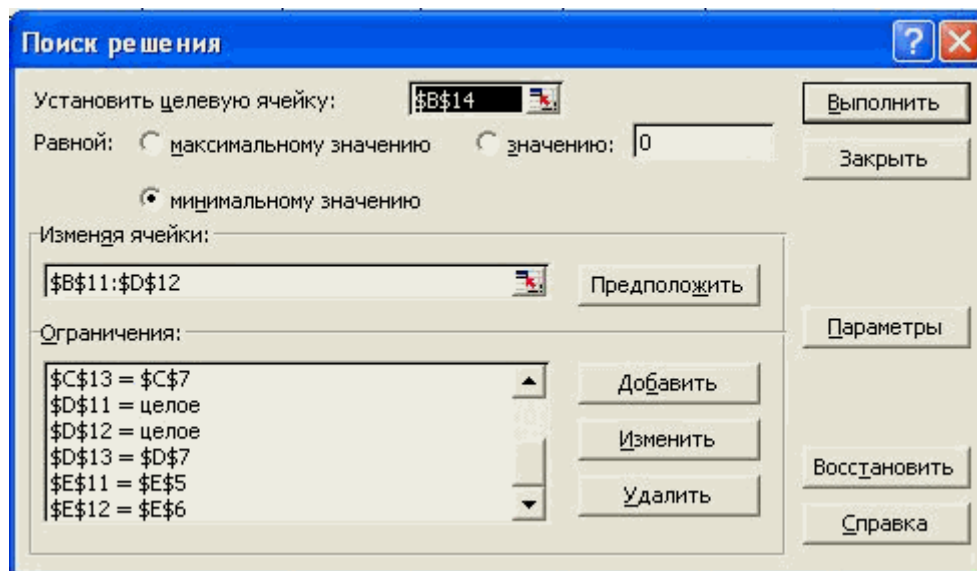 Поиск решения
Установить целевую ячейку: $B$14
Выполнить
Равной: максимальному значению значению: 0
Закрыть
минимальному значению
Изменяя ячейки:
$B$11:$D$12
Предположить
Параметры
Ограничения:
$C$13 = $C$7
$D$11 = целое
$D$12 = целое
$D$13 = $D$7
$E$11 = $E$5
$E$12 = $E$6
Добавить
Изменить
Удалить
Восстановить
Справка